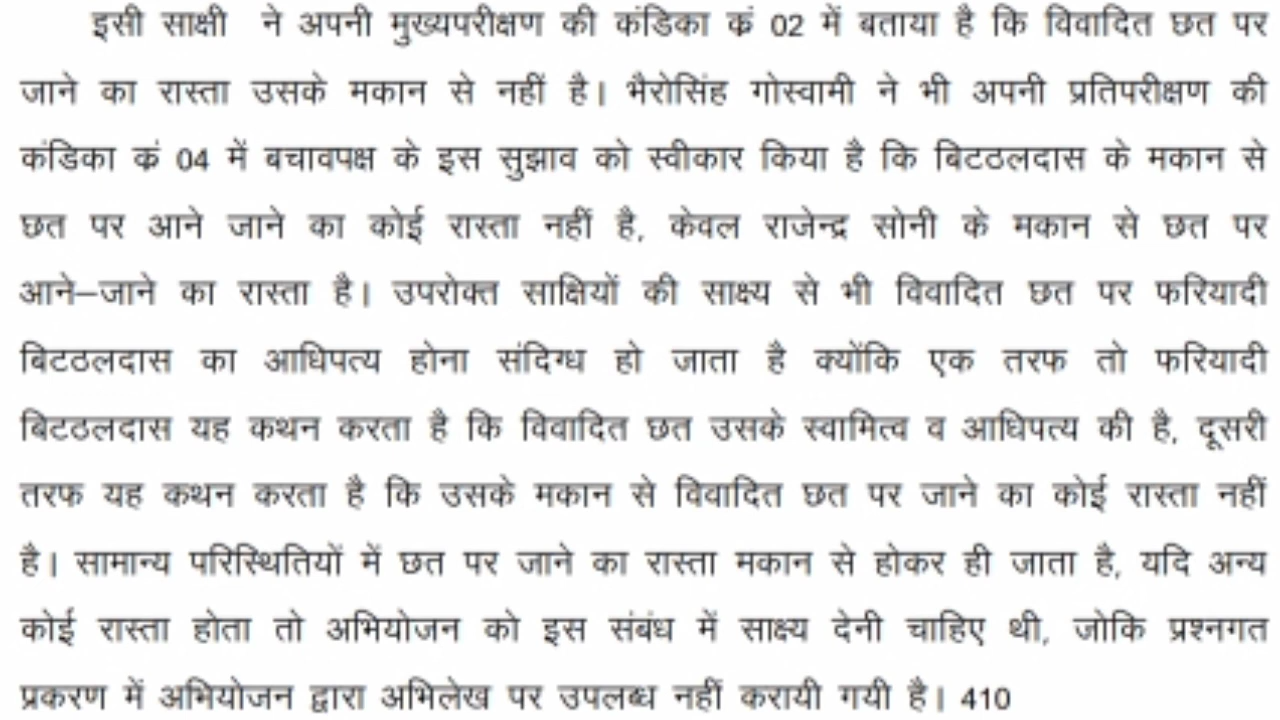 इसी साक्षी ने अपनी मुख्यपरीक्षण की कंडिका कं 02 में बताया है कि विवादित छत पर
जाने का रास्ता उसके मकान से नहीं है। भैरोसिंह गोस्वामी ने भी अपनी प्रतिपरीक्षण की
कंडिका कं 04 में बचावपक्ष के इस सुझाव को स्वीकार किया है कि बिटठलदास के मकान से
छत पर आने जाने का कोई रास्ता नहीं है, केवल राजेन्द्र सोनी के मकान से छत पर
आने–जाने का रास्ता है। उपरोक्त साक्षियों की साक्ष्य से भी विवादित छत पर फरियादी
बिटठलदास का आधिपत्य होना संदिग्ध हो जाता है क्योंकि एक तरफ तो फरियादी
बिटठलदास यह कथन करता है कि विवादित छत उसके स्वामित्व व आधिपत्य की है, दूसरी
तरफ यह कथन करता है कि उसके मकान से विवादित छत पर जाने का कोई रास्ता नहीं
है। सामान्य परिस्थितियों में छत पर जाने का रास्ता मकान से होकर ही जाता है, यदि अन्य
कोई रास्ता होता तो अभियोजन को इस संबंध में साक्ष्य देनी चाहिए थी, जोकि प्रश्नगत
प्रकरण में अभियोजन द्वारा अभिलेख पर उपलब्ध नहीं करायी गयी है। 410